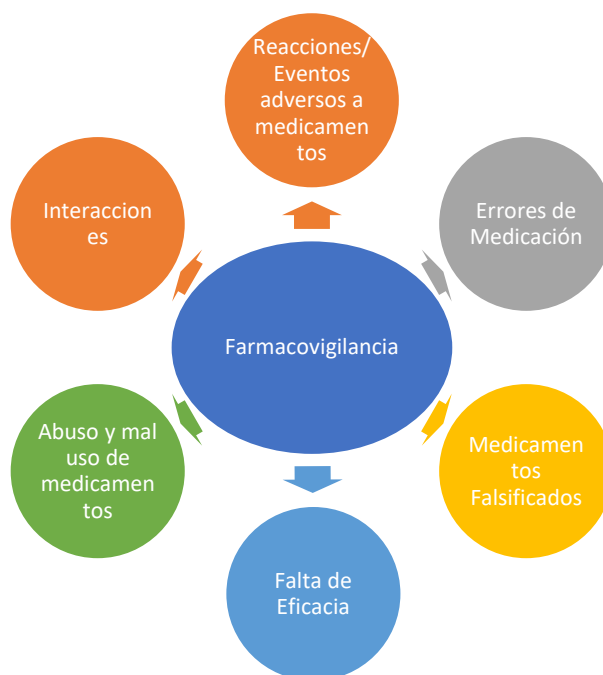 Reacciones/
Eventos
adversos a
medicamen
tos
Interaccion
es
Errores de
Medicación
Farmacovigilancia
Abuso y mal
uso de
medicamen
tos
Medicamen
tos
Falsificados
Falta de
Eficacia